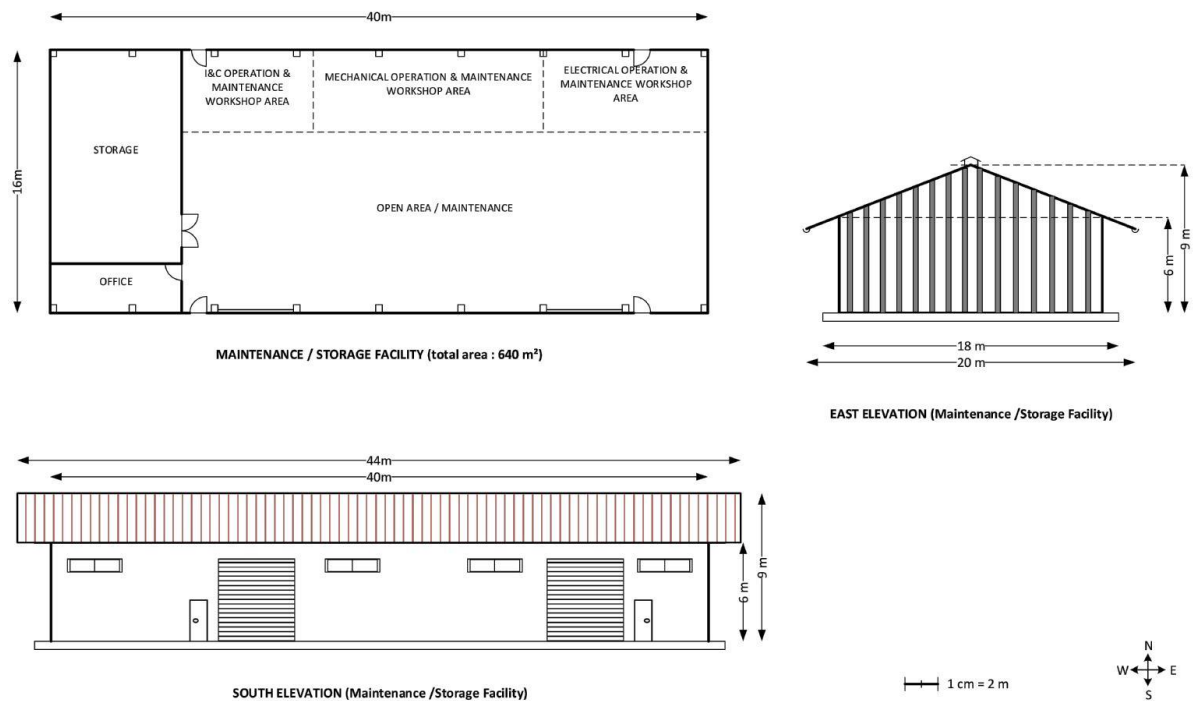 40m
I&C OPERATION &
MAINTENANCE
WORKSHOP AREA
MECHANICAL OPERATION & MAINTENANCE
WORKSHOP AREA
ELECTRICAL OPERATION &
MAINTENANCE WORKSHOP
AREA
STORAGE
16m
OPEN AREA / MAINTENANCE
OFFICE
MAINTENANCE / STORAGE FACILITY (total area : 640 m²)
6 m
9 m
18 m
20 m
EAST ELEVATION (Maintenance /Storage Facility)
44m
40m
6 m
9 m
SOUTH ELEVATION (Maintenance /Storage Facility)
1 cm = 2 m
N
W
E
S